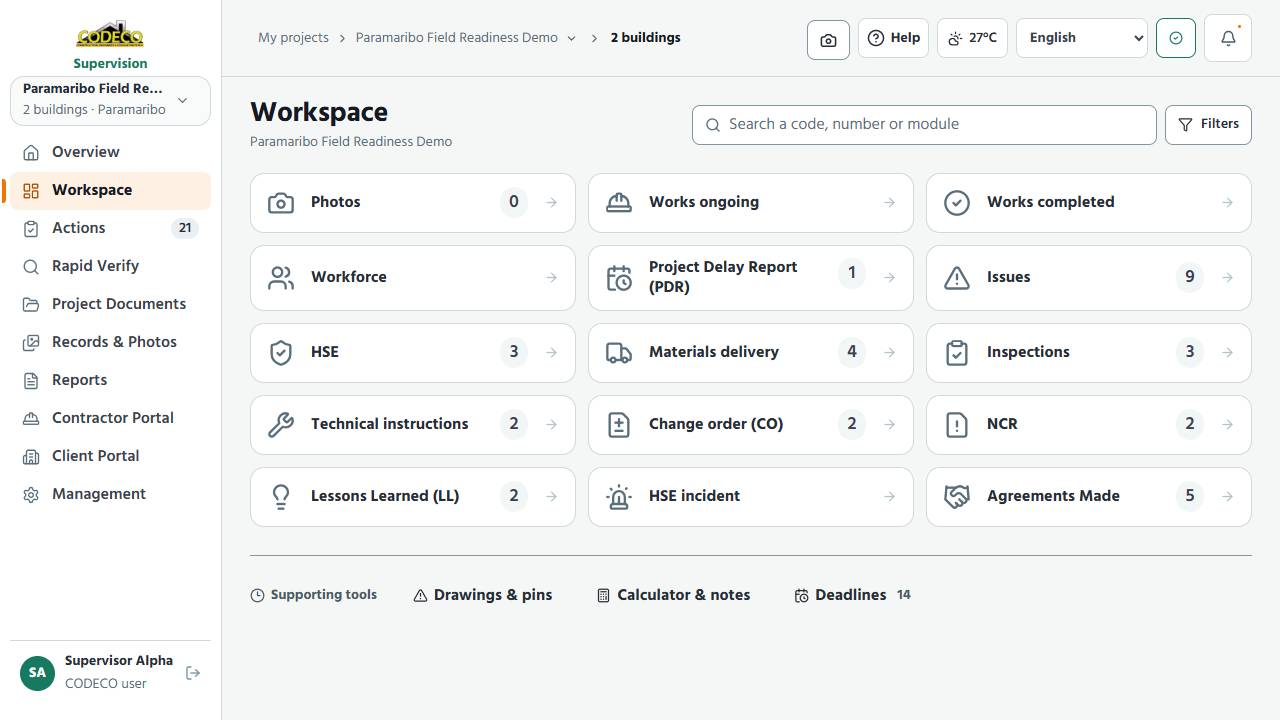 CODECO
Supervision
Paramaribo Field Re...
2 buildings · Paramaribo
Overview
Workspace
Actions 21
Rapid Verify
Project Documents
Records & Photos
Reports
Contractor Portal
Client Portal
Management
SA
Supervisor Alpha
CODECO user
My projects
Paramaribo Field Readiness Demo
2 buildings
Help
27°C
English
Workspace
Paramaribo Field Readiness Demo
Search a code, number or module
Filters
Photos 0
Works ongoing
Works completed
Workforce
Project Delay Report
(PDR) 1
Issues 9
HSE 3
Materials delivery 4
Inspections 3
Technical instructions 2
Change order (CO) 2
NCR 2
Lessons Learned (LL) 2
HSE incident
Agreements Made 5
Supporting tools
Drawings & pins
Calculator & notes
Deadlines 14